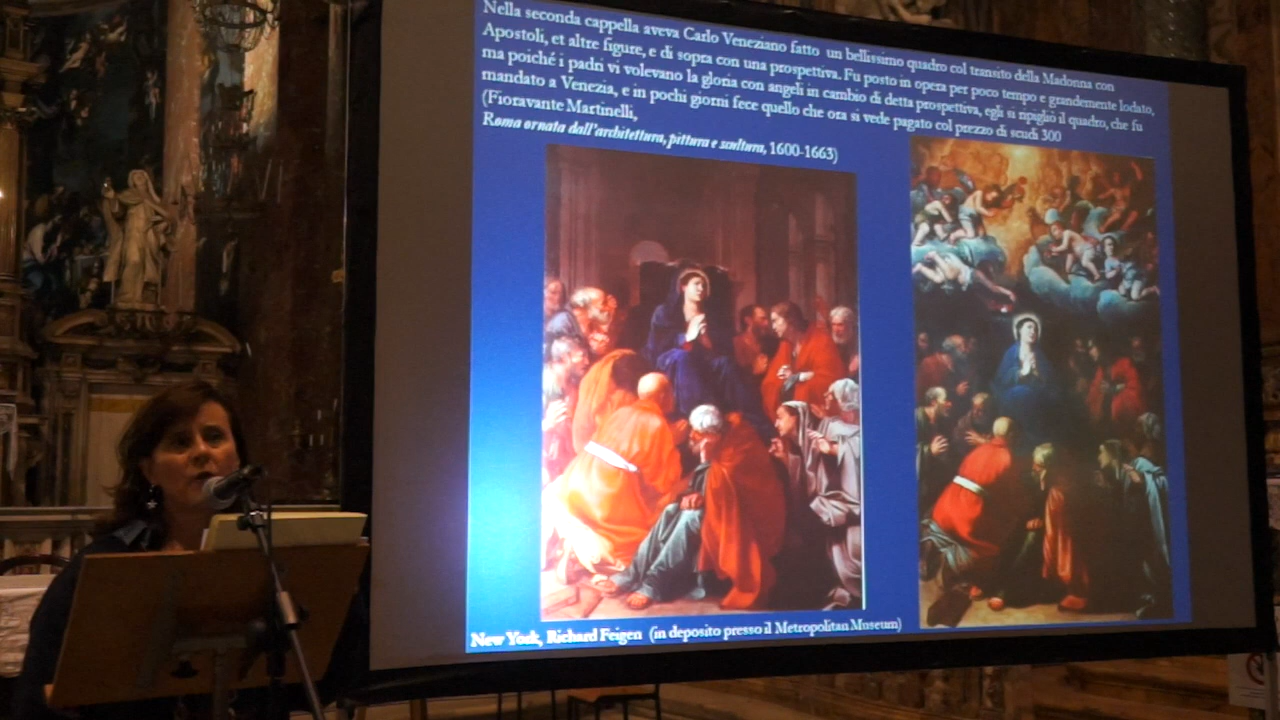 Nella seconda cappella aveva Carlo Veneziano fatto un bellissimo quadro col transito della Madonna con
Apostoli, et altre figure, e di sopra con una prospettiva. Fu posto in opera per poco tempo e grandemente lodato,
ma poiché i padri vi volevano la gloria con angeli in cambio di detta prospettiva, egli si ripigliò il quadro, che fu
mandato a Venezia, e in pochi giorni fece quello che ora si vede pagato col prezzo di scudi 300
(Fioravante Martinelli,
Roma ornata dall'architettura, pittura e scultura, 1600-1663)
New York, Richard Feigen (in deposito presso il Metropolitan Museum)